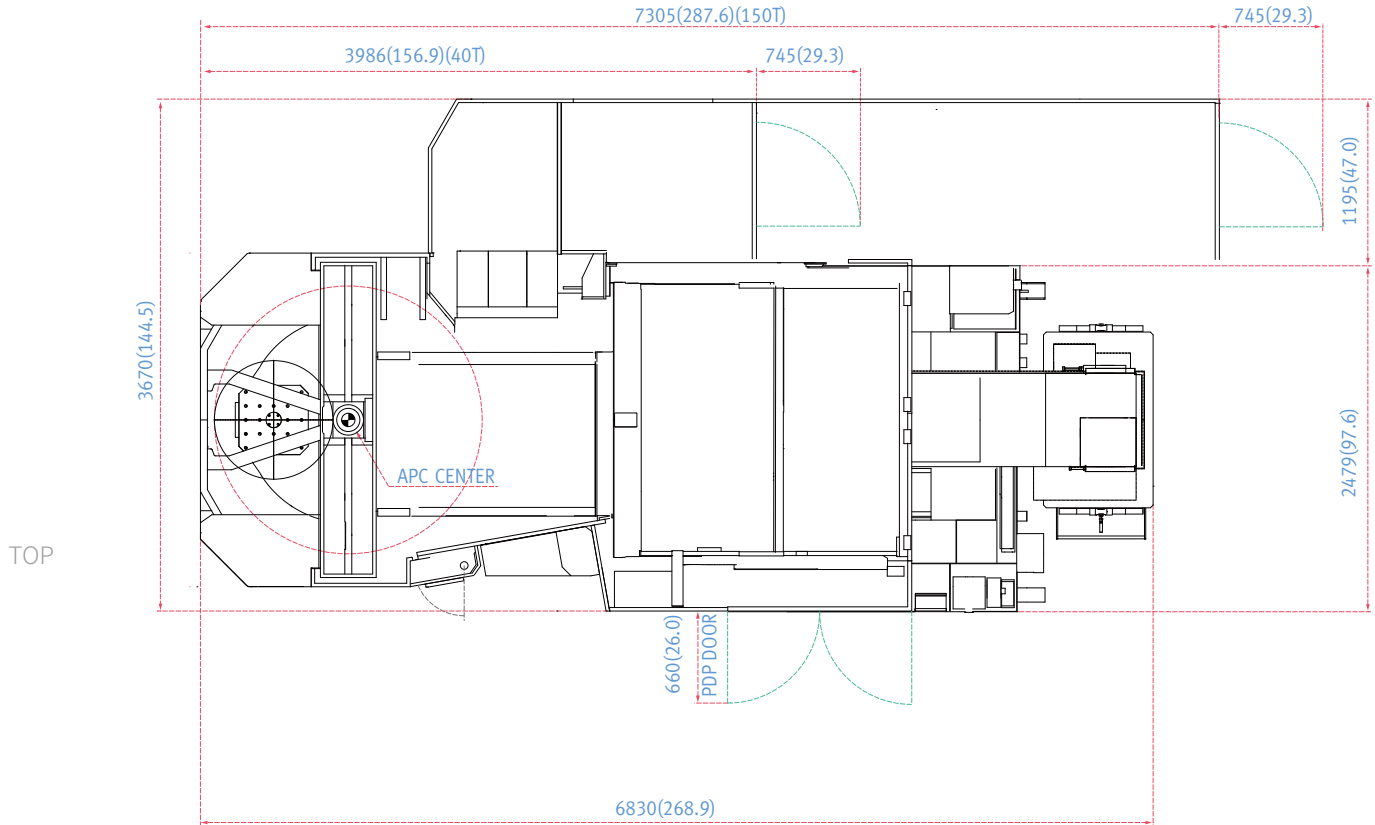 7305(287.6)(150T)
745(29.3)
3986(156.9)(40T)
745(29.3)
1195(47.0)
3670(144.5)
2479(97.6)
APC CENTER
TOP
660(26.0)
PDP DOOR
6830(268.9)